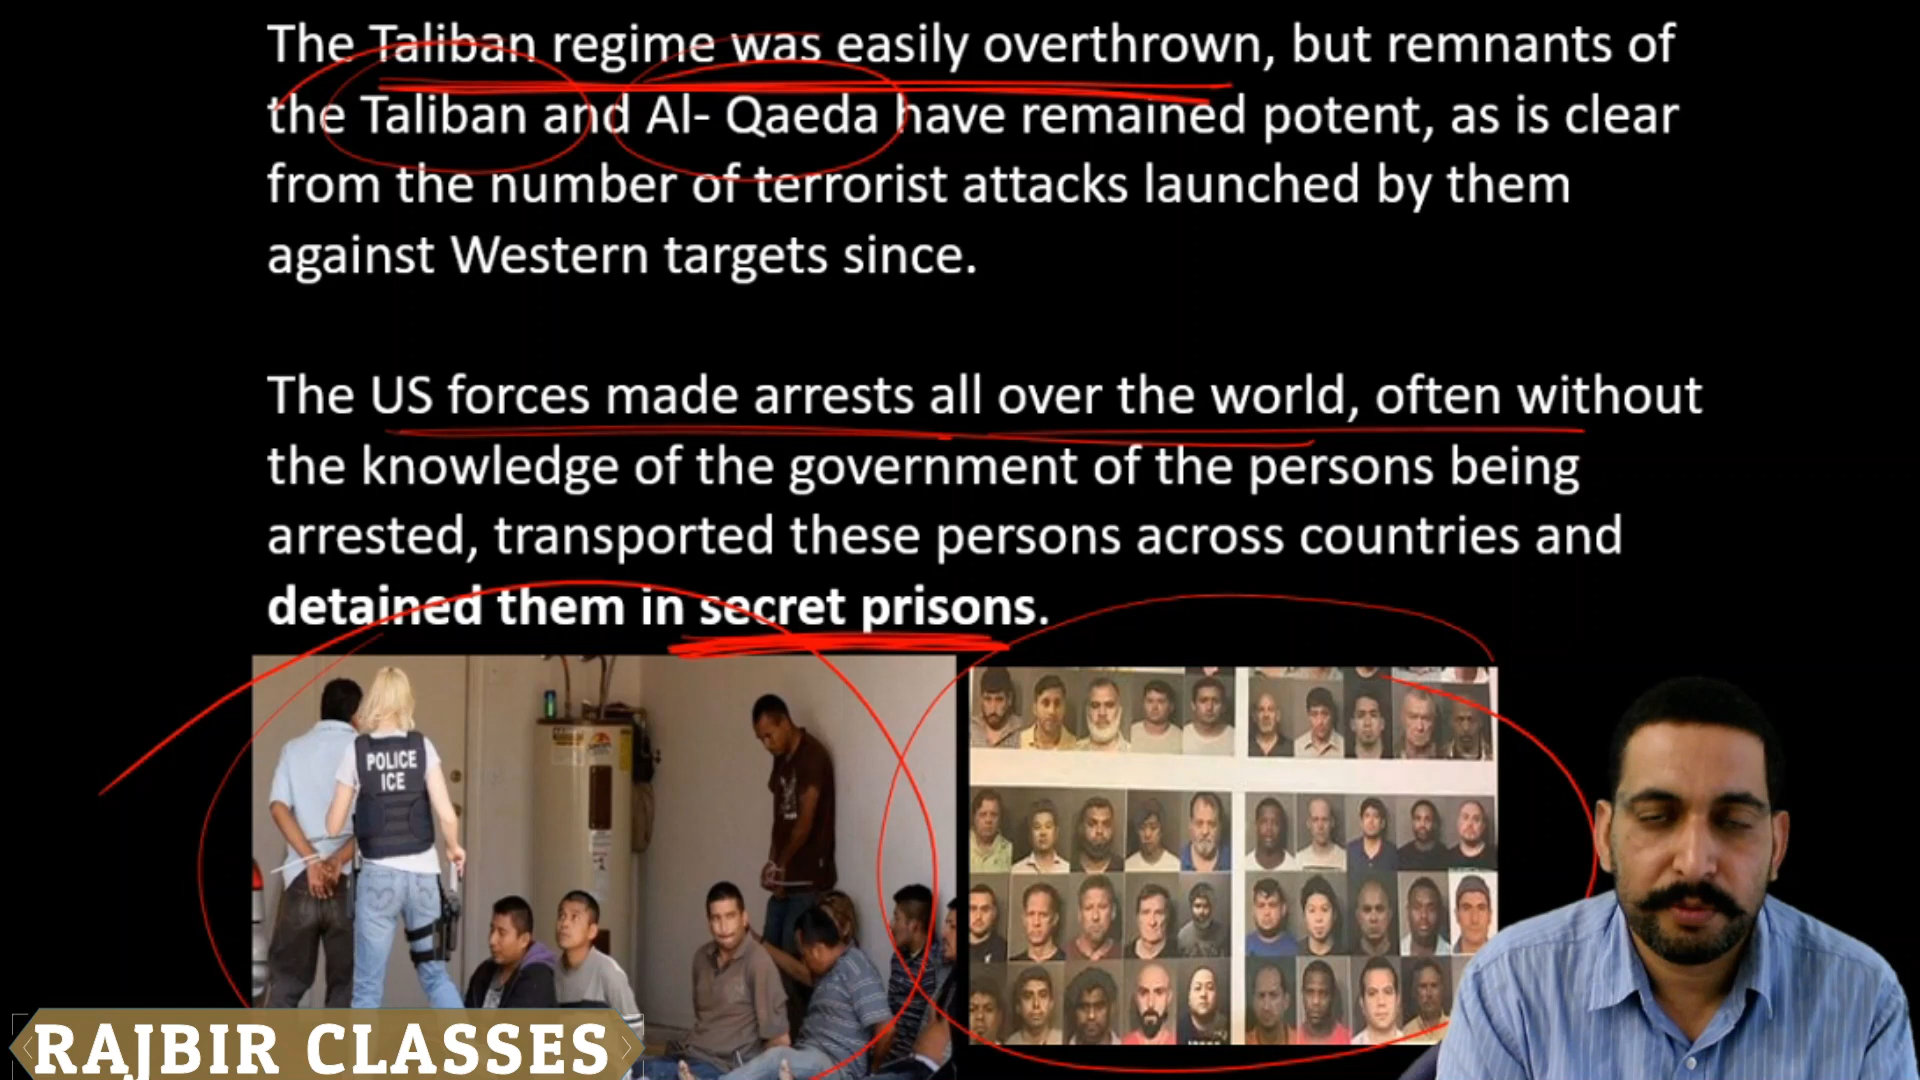 The Taliban regime was easily overthrown, but remnants of
the Taliban and Al- Qaeda have remained potent, as is clear
from the number of terrorist attacks launched by them
against Western targets since.
The US forces made arrests all over the world, often without
the knowledge of the government of the persons being
arrested, transported these persons across countries and
detained them in secret prisons.
POLICE
ICE
RAJBIR CLASSES